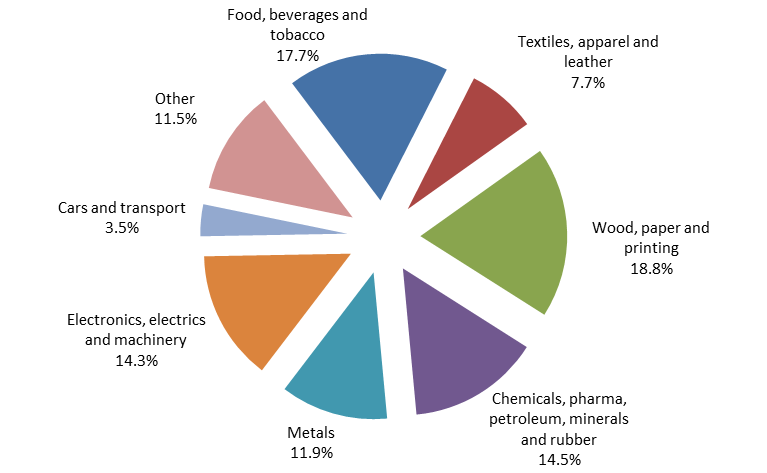 Food, beverages and
tobacco
17.7%
Textiles, apparel and
leather
7.7%
Wood, paper and
printing
18.8%
Chemicals, pharma,
petroleum, minerals
and rubber
14.5%
Metals
11.9%
Electronics, electrics
and machinery
14.3%
Cars and transport
3.5%
Other
11.5%